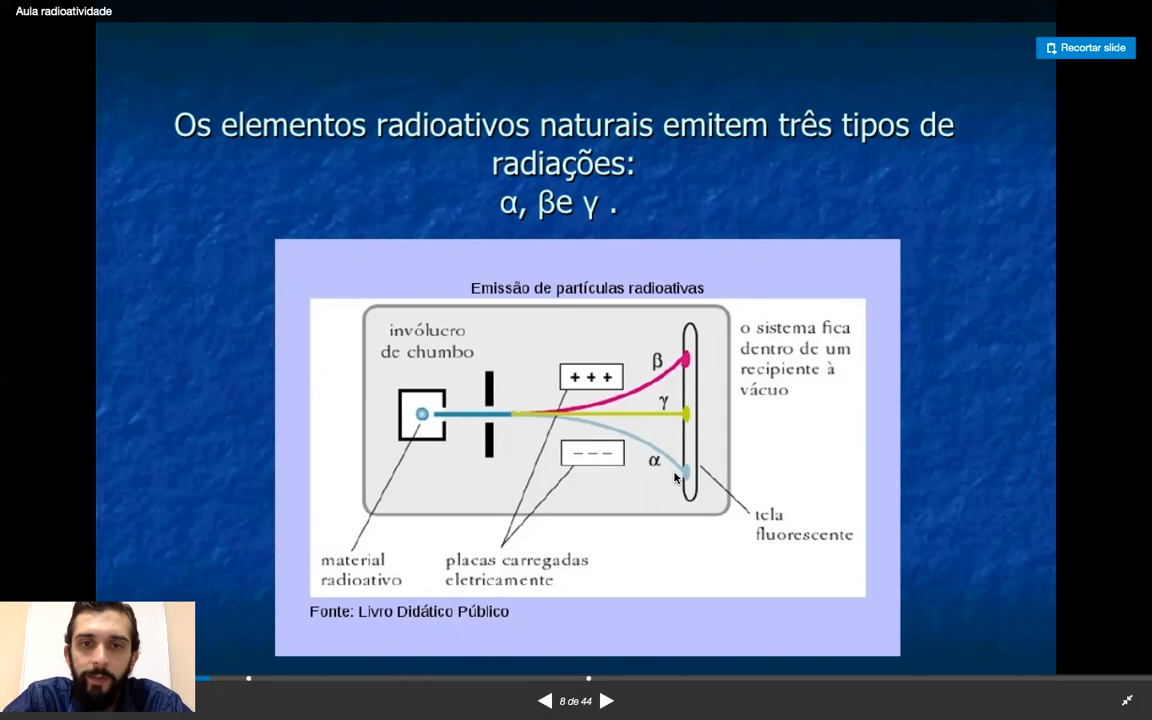 Aula radioatividade
Recortar slide
Os elementos radioativos naturais emitem três tipos de
radiações:
α, βe γ .
Emissão de partículas radioativas
invólucro
de chumbo
+ + +
− − −
β
γ
α
o sistema fica
dentro de um
recipiente à
vácuo
tela
fluorescente
material
radioativo
placas carregadas
eletricamente
Fonte: Livro Didático Público
8 de 44